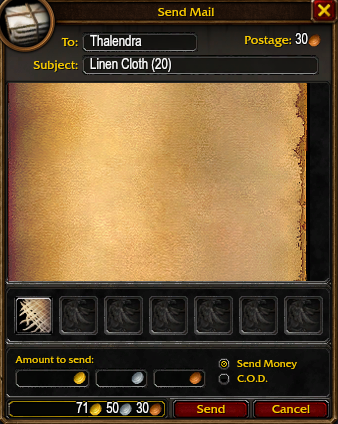 Send Mail
To: Thalendra Postage: 30
Subject: Linen Cloth (20)
Amount to send:
Send Money
C.O.D.
71 50 30 Send Cancel